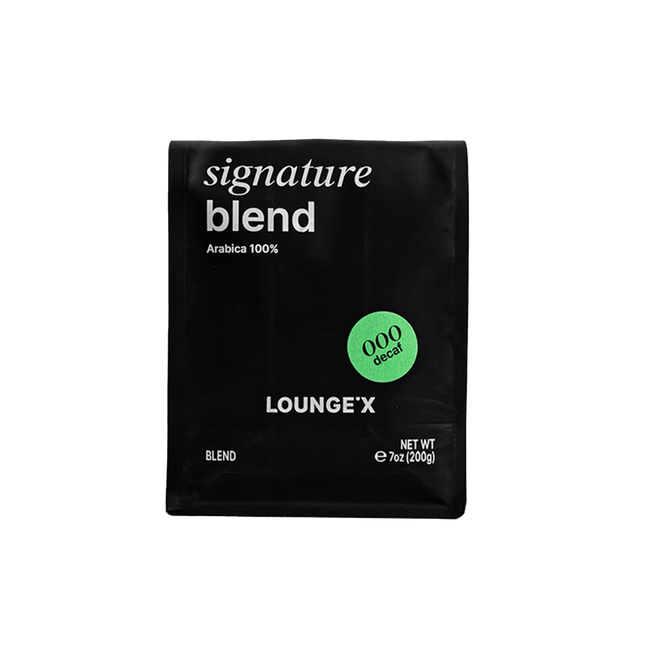 signature
blend
Arabica 100%
000
decaf
LOUNGE'X
BLEND
NET WT
℮ 7oz (200g)